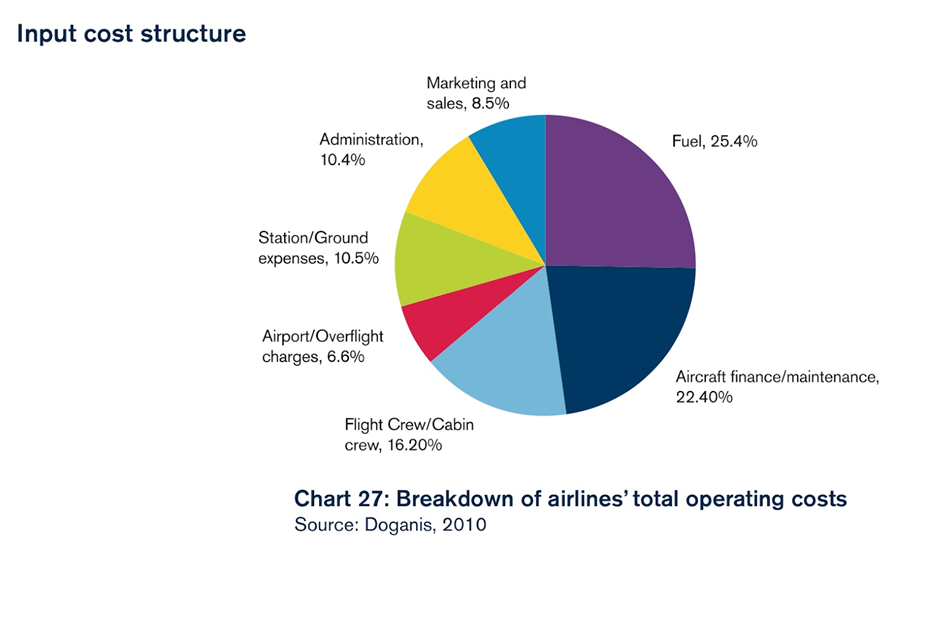 Input cost structure
Marketing and
sales, 8.5%
Fuel, 25.4%
Administration,
10.4%
Station/Ground
expenses, 10.5%
Airport/Overflight
charges, 6.6%
Aircraft finance/maintenance,
22.40%
Flight Crew/Cabin
crew, 16.20%
Chart 27: Breakdown of airlines’ total operating costs
Source: Doganis, 2010